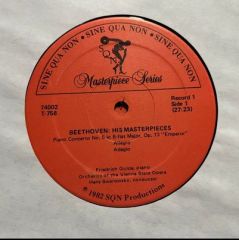 SINE QUA NON • SINE QUA NON • SINE QUA NON
Masterpiece Series
74002
T-756
Record 1
Side 1
(27:23)
BEETHOVEN: HIS MASTERPIECES
Piano Concerto No. 5 in E-flat Major, Op. 73 "Emperor"
Allegro
Adagio
Friedrich Gulda, piano
Orchestra of the Vienna State Opera
Hans Swarowsky, conductor
℗ 1982 SQN Productions